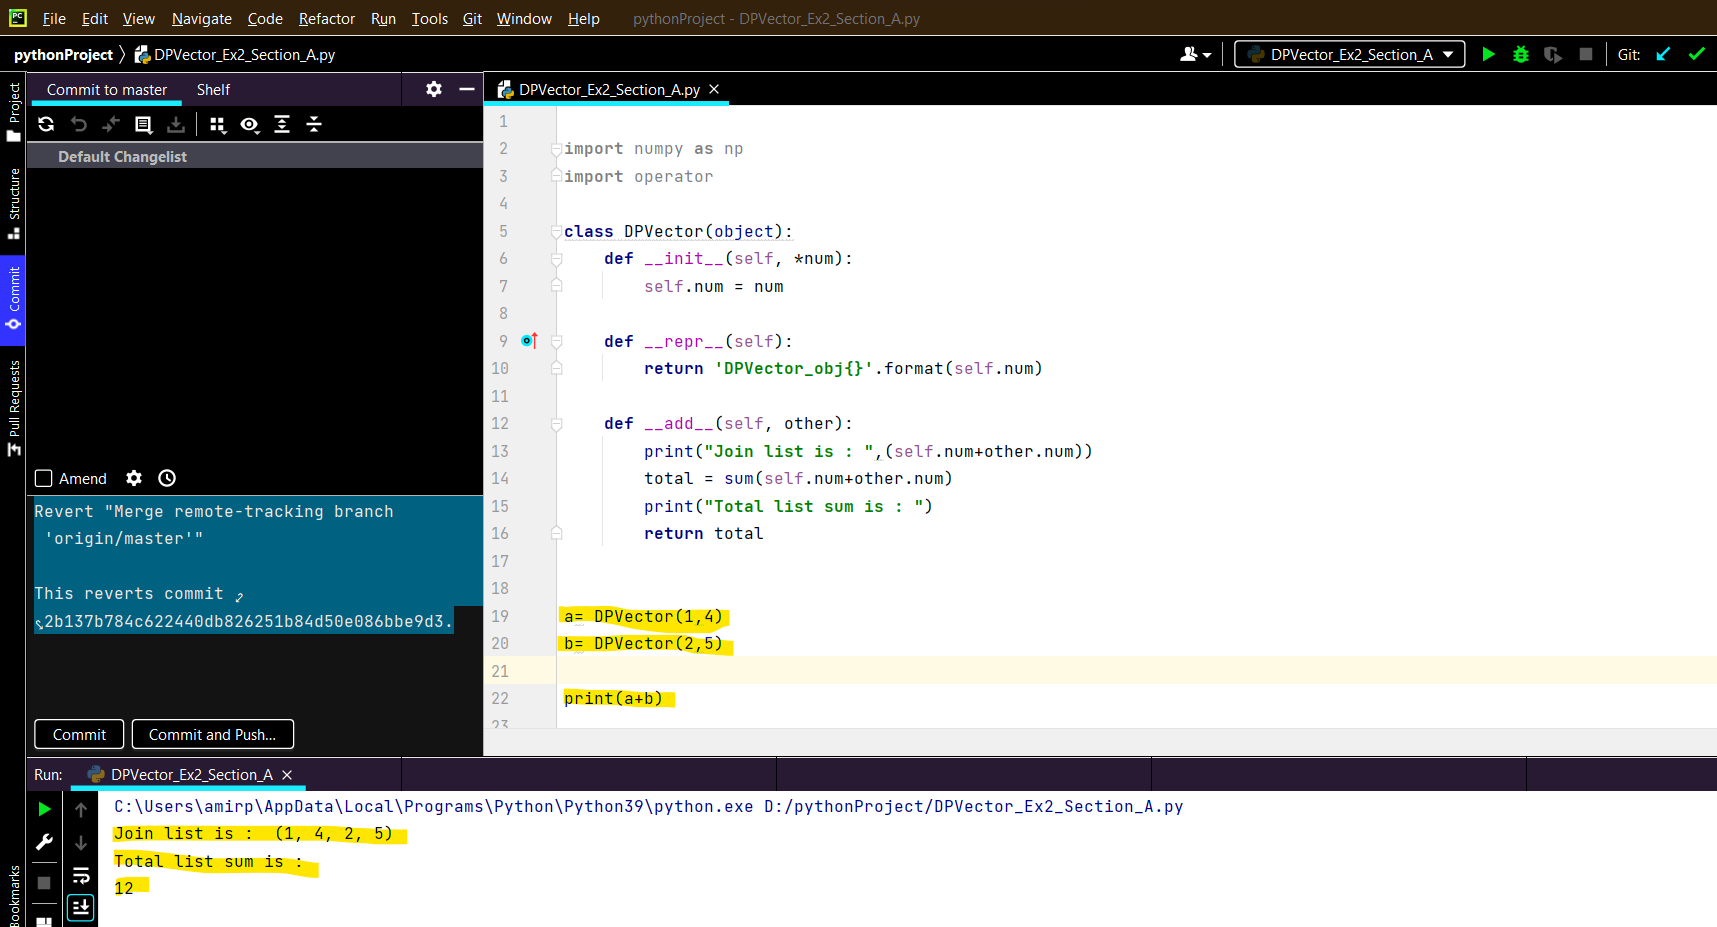 File Edit View Navigate Code Refactor Run Tools Git Window Help pythonProject - DPVector_Ex2_Section_A.py
pythonProject DPVector_Ex2_Section_A.py DPVector_Ex2_Section_A Git:
Project
Structure
Commit
Pull Requests
Bookmarks
Commit to master Shelf
Default Changelist
Amend
Revert "Merge remote-tracking branch
'origin/master'"
This reverts commit
2b137b784c622440db826251b84d50e086bbe9d3.
Commit Commit and Push...
DPVector_Ex2_Section_A.py
1
2 import numpy as np
3 import operator
4
5 class DPVector(object):
6 def __init__(self, *num):
7 self.num = num
8
9 def __repr__(self):
10 return 'DPVector_obj{}'.format(self.num)
11
12 def __add__(self, other):
13 print("Join list is : ",(self.num+other.num))
14 total = sum(self.num+other.num)
15 print("Total list sum is : ")
16 return total
17
18
19 a= DPVector(1,4)
20 b= DPVector(2,5)
21
22 print(a+b)
23
Run: DPVector_Ex2_Section_A
C:\Users\amirp\AppData\Local\Programs\Python\Python39\python.exe D:/pythonProject/DPVector_Ex2_Section_A.py
Join list is :  (1, 4, 2, 5)
Total list sum is :
12